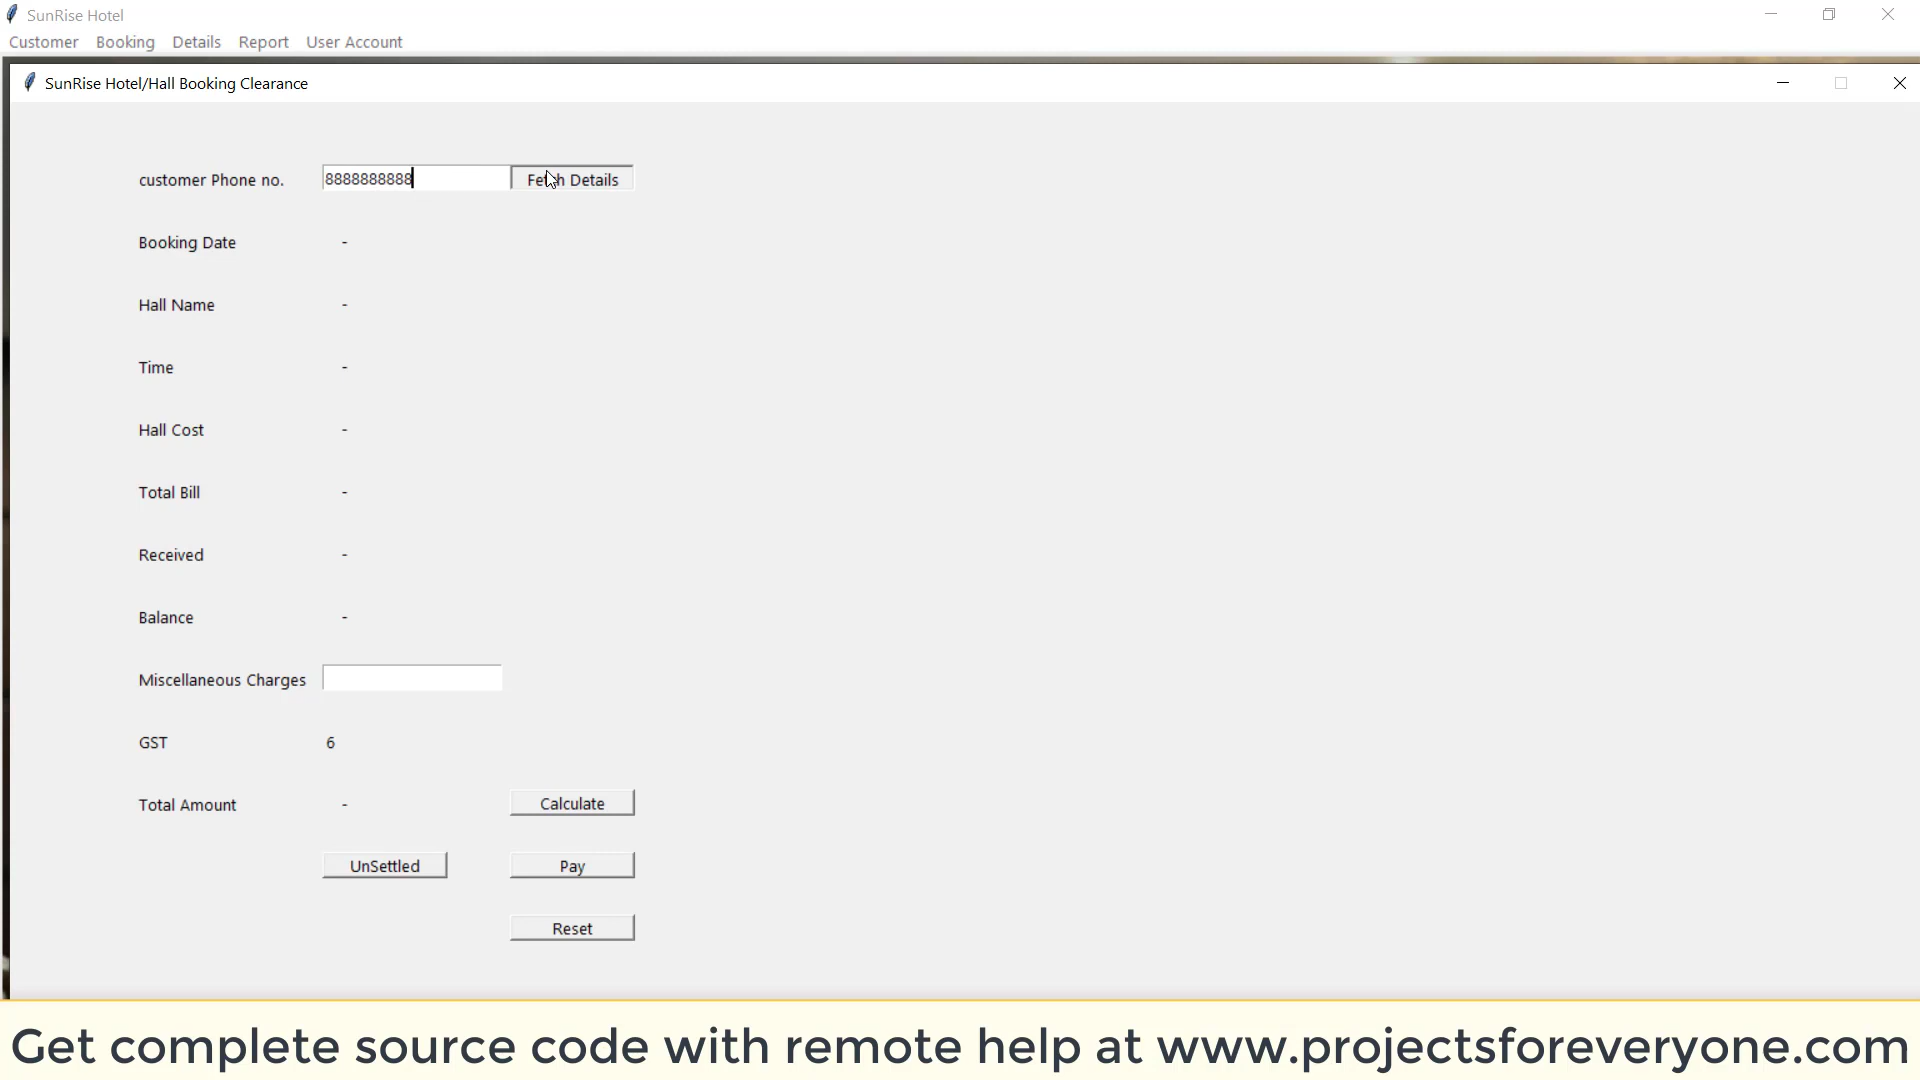 SunRise Hotel
Customer Booking Details Report User Account
SunRise Hotel/Hall Booking Clearance
customer Phone no. 8888888888 Fetch Details
Booking Date -
Hall Name -
Time -
Hall Cost -
Total Bill -
Received -
Balance -
Miscellaneous Charges
GST 6
Total Amount - Calculate
UnSettled Pay
Reset
Get complete source code with remote help at www.projectsforeveryone.com